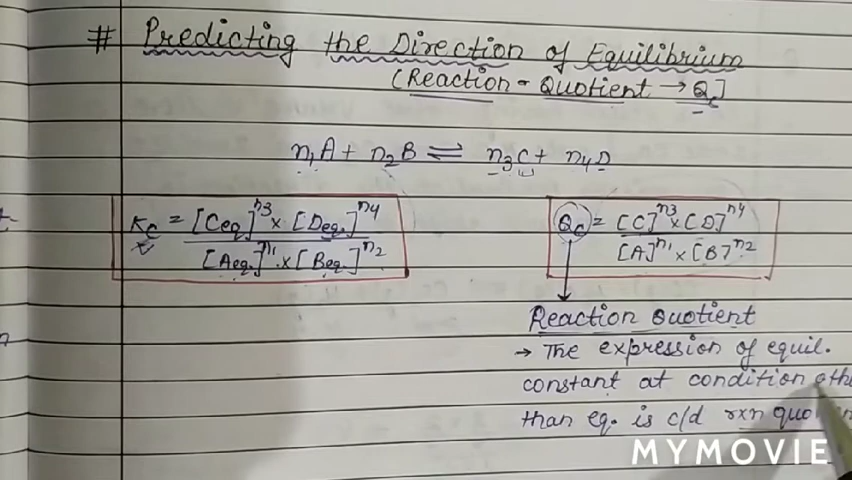 # Predicting the Direction of Equilibrium
[Reaction - Quotient → Qc]
n1A + n2B ⇌ n3C + n4D
Kc = [Ceq]^n3 × [Deq.]^n4
[Aeq.]^n1 × [Beq.]^n2
Qc = [C]^n3 × [D]^n4
[A]^n1 × [B]^n2
Reaction Quotient
→ The expression of equil.
constant at condition
than eq. is c/d rxn
MYMOVIE